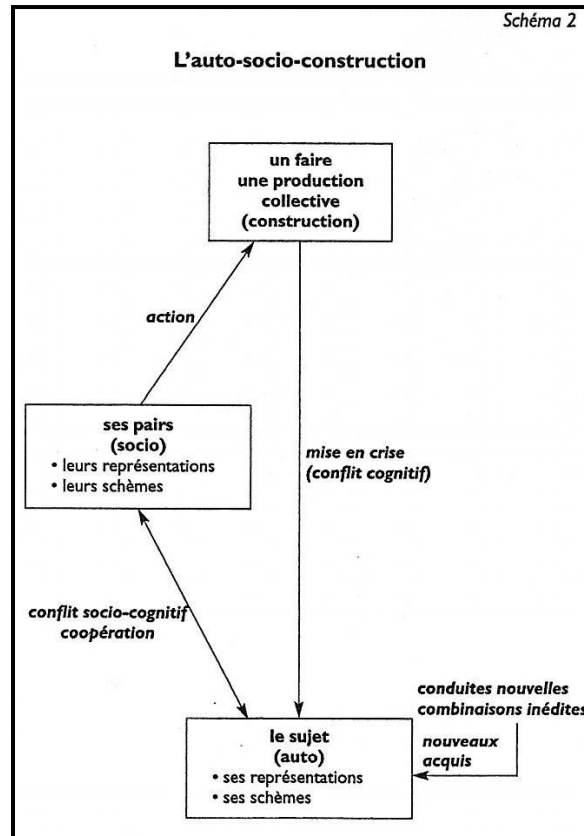 Schéma 2
L'auto-socio-construction
un faire
une production
collective
(construction)
action
ses pairs
(socio)
• leurs représentations
• leurs schèmes
mise en crise
(conflit cognitif)
conflit socio-cognitif
coopération
conduites nouvelles
combinaisons inédites
nouveaux
acquis
le sujet
(auto)
• ses représentations
• ses schèmes